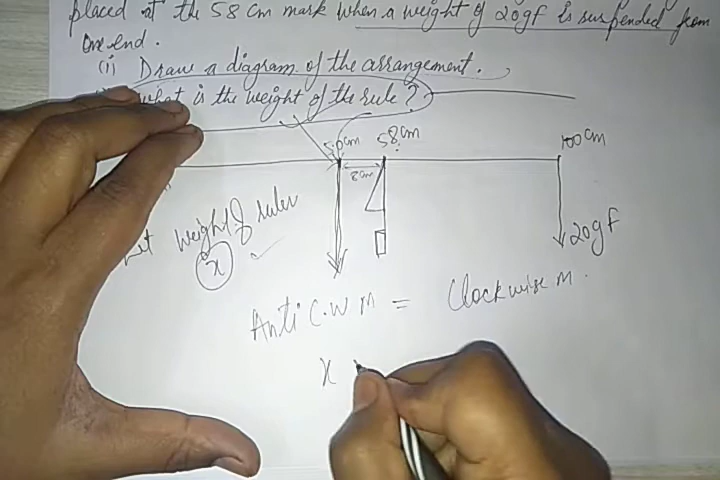 placed at the 58 cm mark when a weight of 20gf is suspended from
one end.
(i) Draw a diagram of the arrangement.
what is the weight of the rule?
50cm 58cm 100cm
8cm
Let weight of ruler
x
20gf
Anti C.W M = Clockwise M.
x